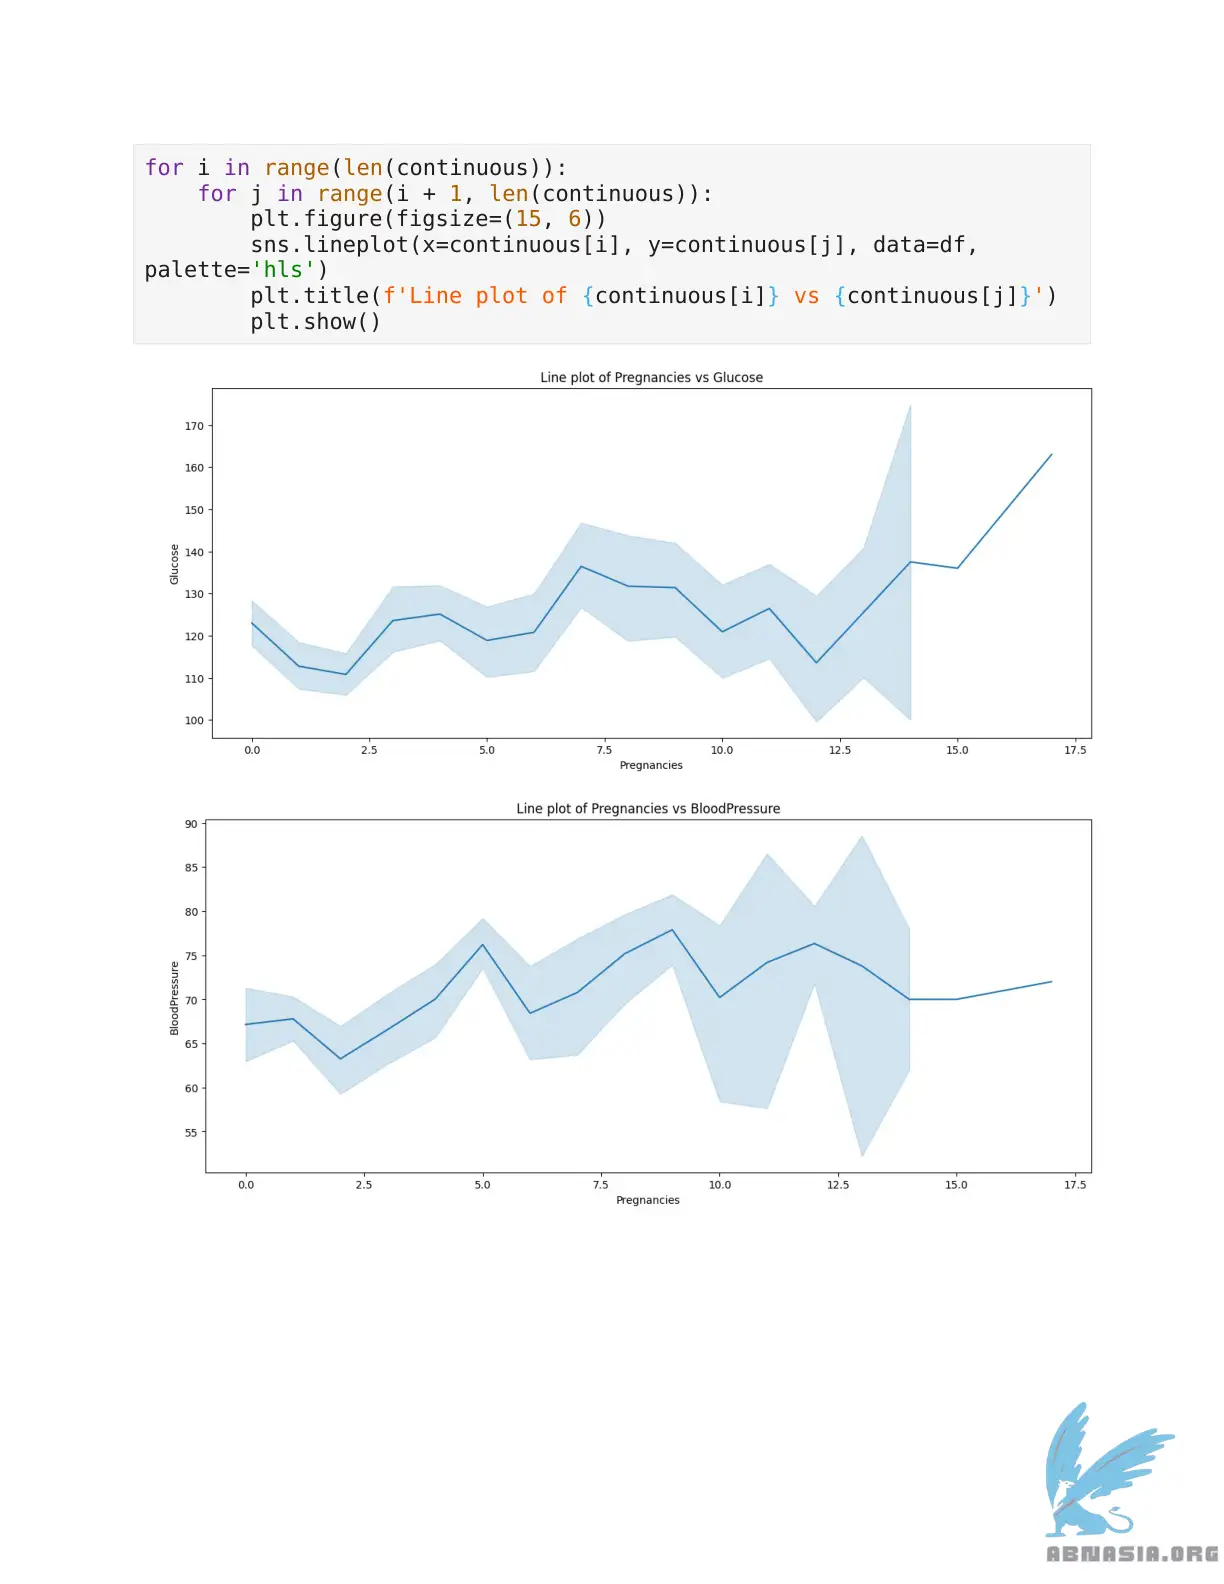 for i in range(len(continuous)):
    for j in range(i + 1, len(continuous)):
        plt.figure(figsize=(15, 6))
        sns.lineplot(x=continuous[i], y=continuous[j], data=df,
palette='hls')
        plt.title(f'Line plot of {continuous[i]} vs {continuous[j]}')
        plt.show()
Line plot of Pregnancies vs Glucose
170
160
150
140
130
120
110
100
Glucose
0.0 2.5 5.0 7.5 10.0 12.5 15.0 17.5
Pregnancies
Line plot of Pregnancies vs BloodPressure
90
85
80
75
70
65
60
55
BloodPressure
0.0 2.5 5.0 7.5 10.0 12.5 15.0 17.5
Pregnancies
ABNASIA.ORG